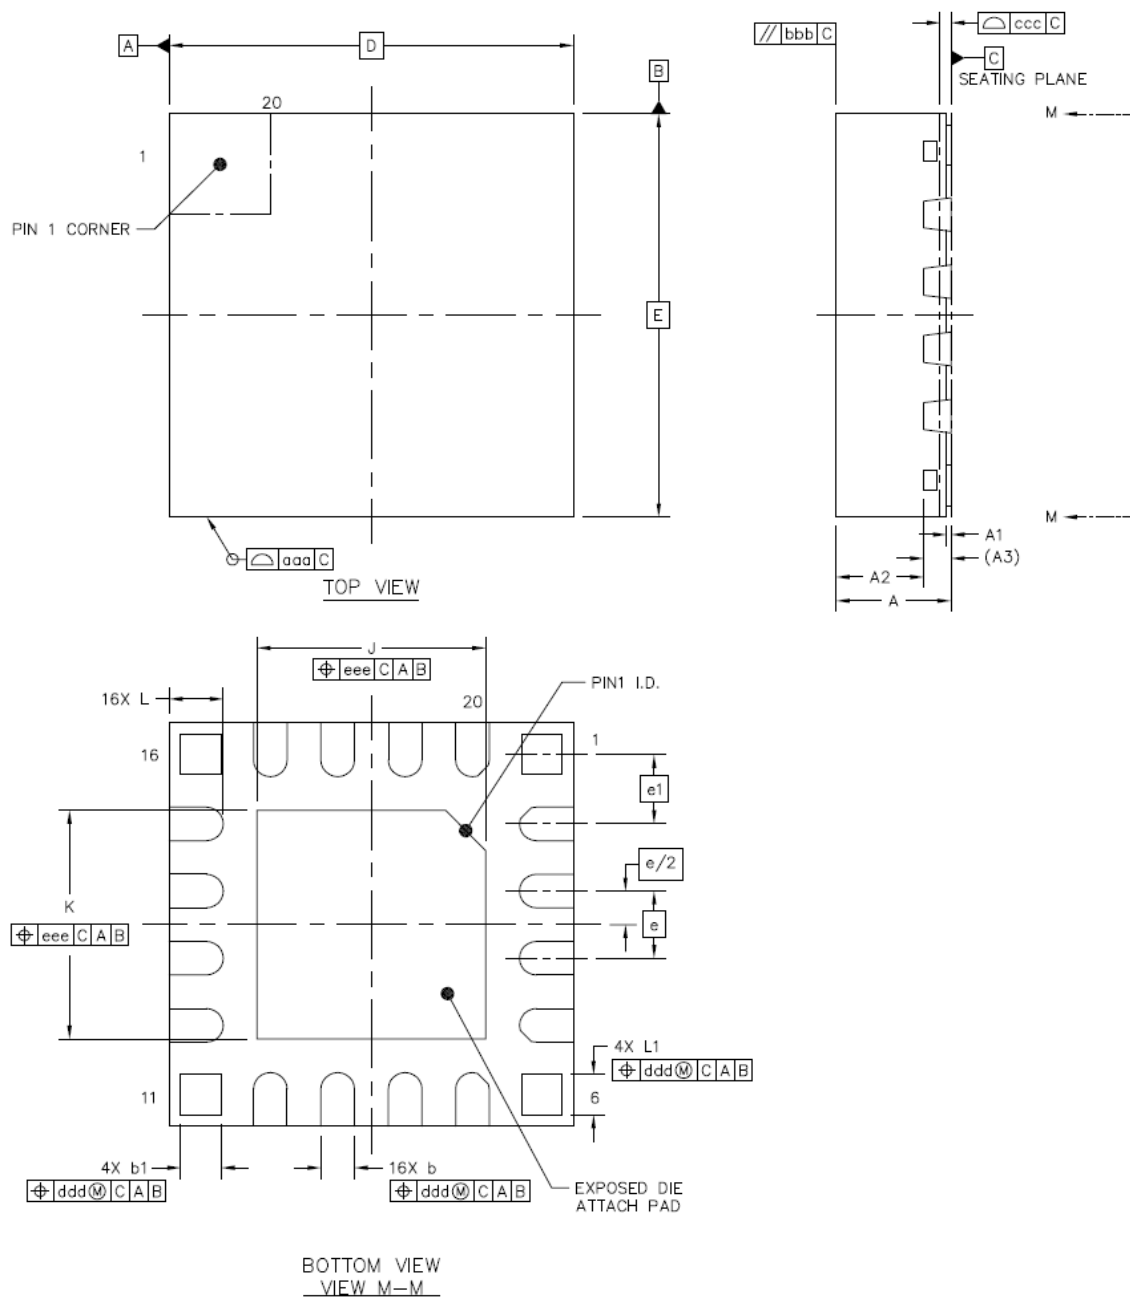 A
D
B
20
1
PIN 1 CORNER
E
aaa C
TOP VIEW
// bbb C
ccc C
C
SEATING PLANE
M
M
A1
(A3)
A2
A
J
⌖ eee C A B
16X L
20
PIN1 I.D.
16
1
e1
e/2
e
K
⌖ eee C A B
4X L1
⌖ ddd Ⓜ C A B
11
6
4X b1
⌖ ddd Ⓜ C A B
16X b
⌖ ddd Ⓜ C A B
EXPOSED DIE
ATTACH PAD
BOTTOM VIEW
VIEW M–M